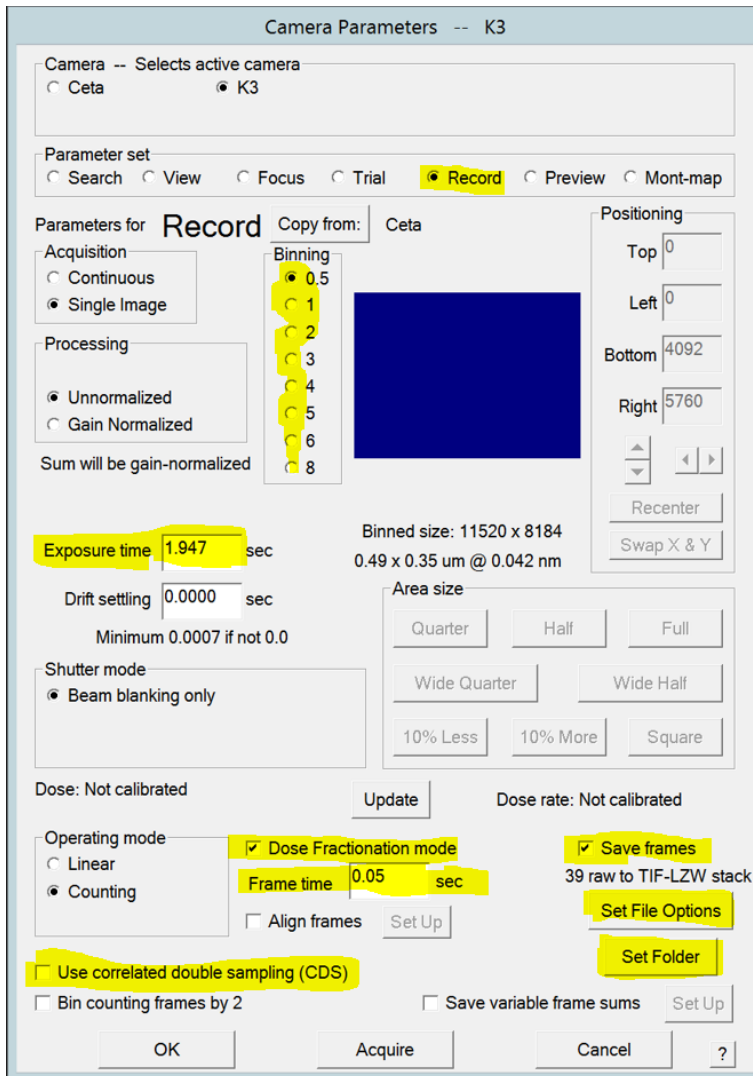 Camera Parameters -- K3
Camera -- Selects active camera
Ceta K3
Parameter set
Search View Focus Trial Record Preview Mont-map
Parameters for Record Copy from: Ceta
Acquisition
Continuous
Single Image
Processing
Unnormalized
Gain Normalized
Sum will be gain-normalized
Binning
0.5
1
2
3
4
5
6
8
Positioning
Top 0
Left 0
Bottom 4092
Right 5760
Recenter
Swap X & Y
Exposure time 1.947 sec
Drift settling 0.0000 sec
Minimum 0.0007 if not 0.0
Binned size: 11520 x 8184
0.49 x 0.35 um @ 0.042 nm
Shutter mode
Beam blanking only
Area size
Quarter Half Full
Wide Quarter Wide Half
10% Less 10% More Square
Dose: Not calibrated Update Dose rate: Not calibrated
Operating mode
Linear
Counting
Dose Fractionation mode
Frame time 0.05 sec
Align frames Set Up
Save frames
39 raw to TIF-LZW stack
Set File Options
Set Folder
Use correlated double sampling (CDS)
Bin counting frames by 2 Save variable frame sums Set Up
OK Acquire Cancel ?